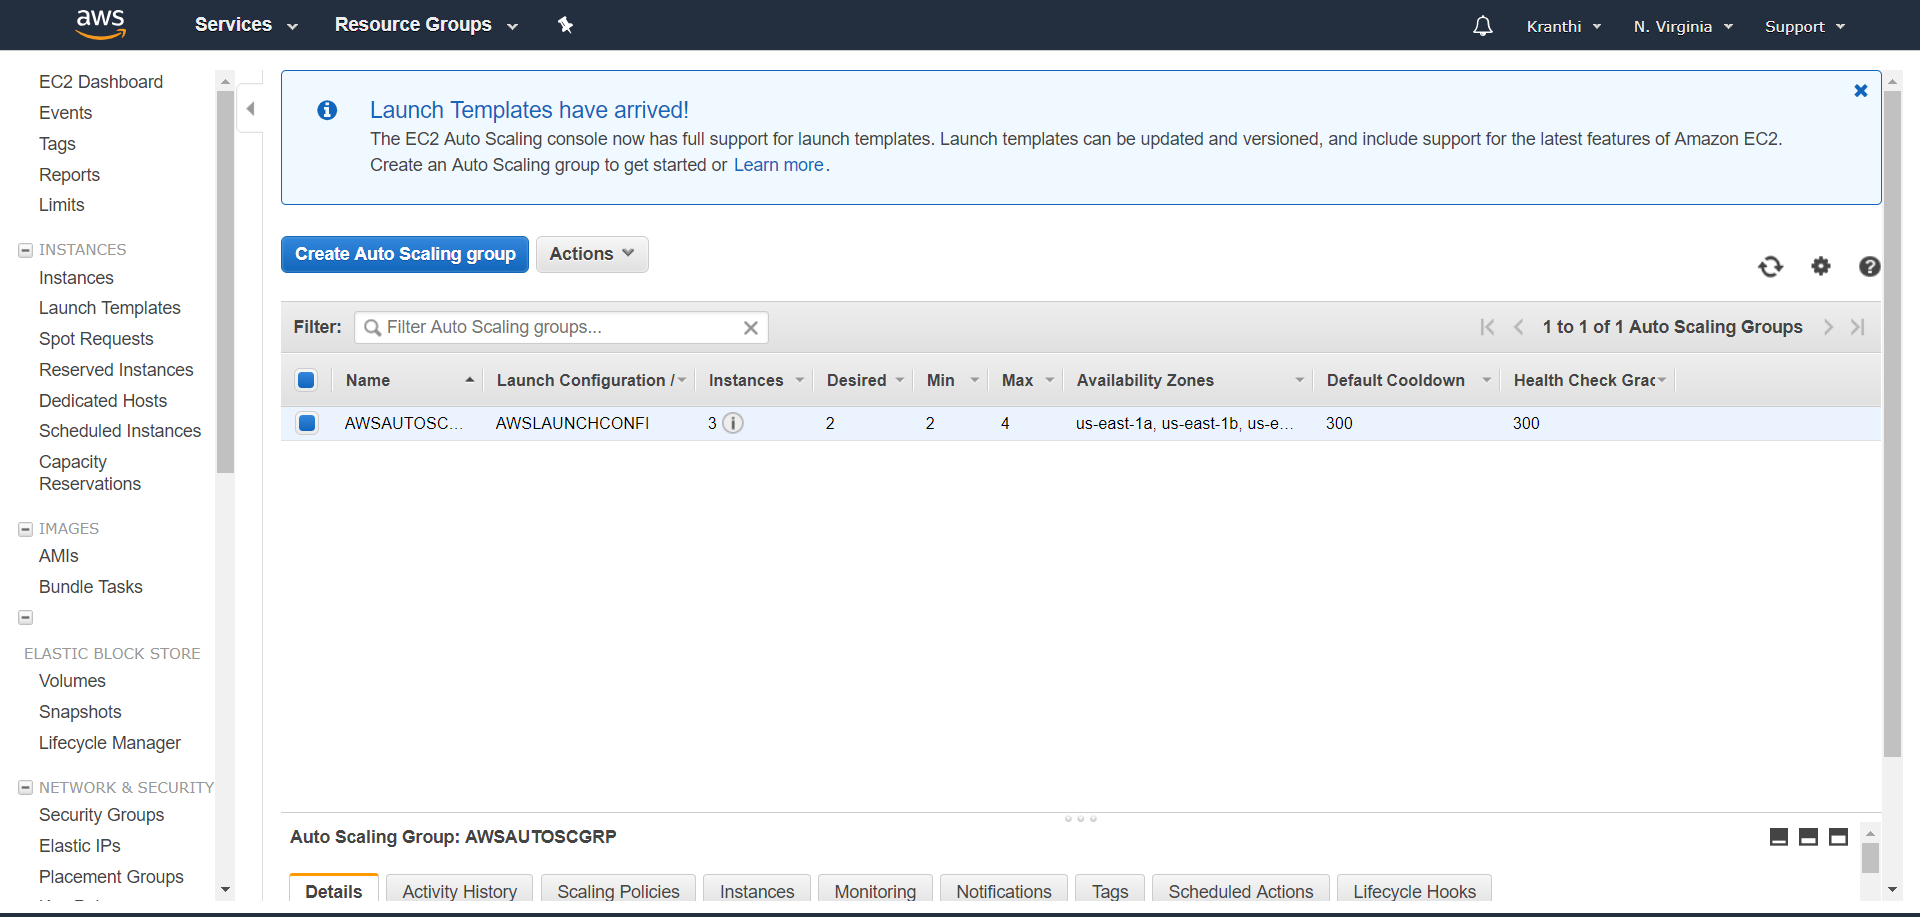 aws
Services
Resource Groups
Kranthi
N. Virginia
Support
EC2 Dashboard
Events
Tags
Reports
Limits
INSTANCES
Instances
Launch Templates
Spot Requests
Reserved Instances
Dedicated Hosts
Scheduled Instances
Capacity
Reservations
IMAGES
AMIs
Bundle Tasks
ELASTIC BLOCK STORE
Volumes
Snapshots
Lifecycle Manager
NETWORK & SECURITY
Security Groups
Elastic IPs
Placement Groups
Launch Templates have arrived!
The EC2 Auto Scaling console now has full support for launch templates. Launch templates can be updated and versioned, and include support for the latest features of Amazon EC2.
Create an Auto Scaling group to get started or Learn more.
Create Auto Scaling group
Actions
Filter:
Filter Auto Scaling groups...
1 to 1 of 1 Auto Scaling Groups
Name Launch Configuration / Instances Desired Min Max Availability Zones Default Cooldown Health Check Grac
AWSAUTOSC... AWSLAUNCHCONFI 3 2 2 4 us-east-1a, us-east-1b, us-e... 300 300
Auto Scaling Group: AWSAUTOSCGRP
Details
Activity History
Scaling Policies
Instances
Monitoring
Notifications
Tags
Scheduled Actions
Lifecycle Hooks